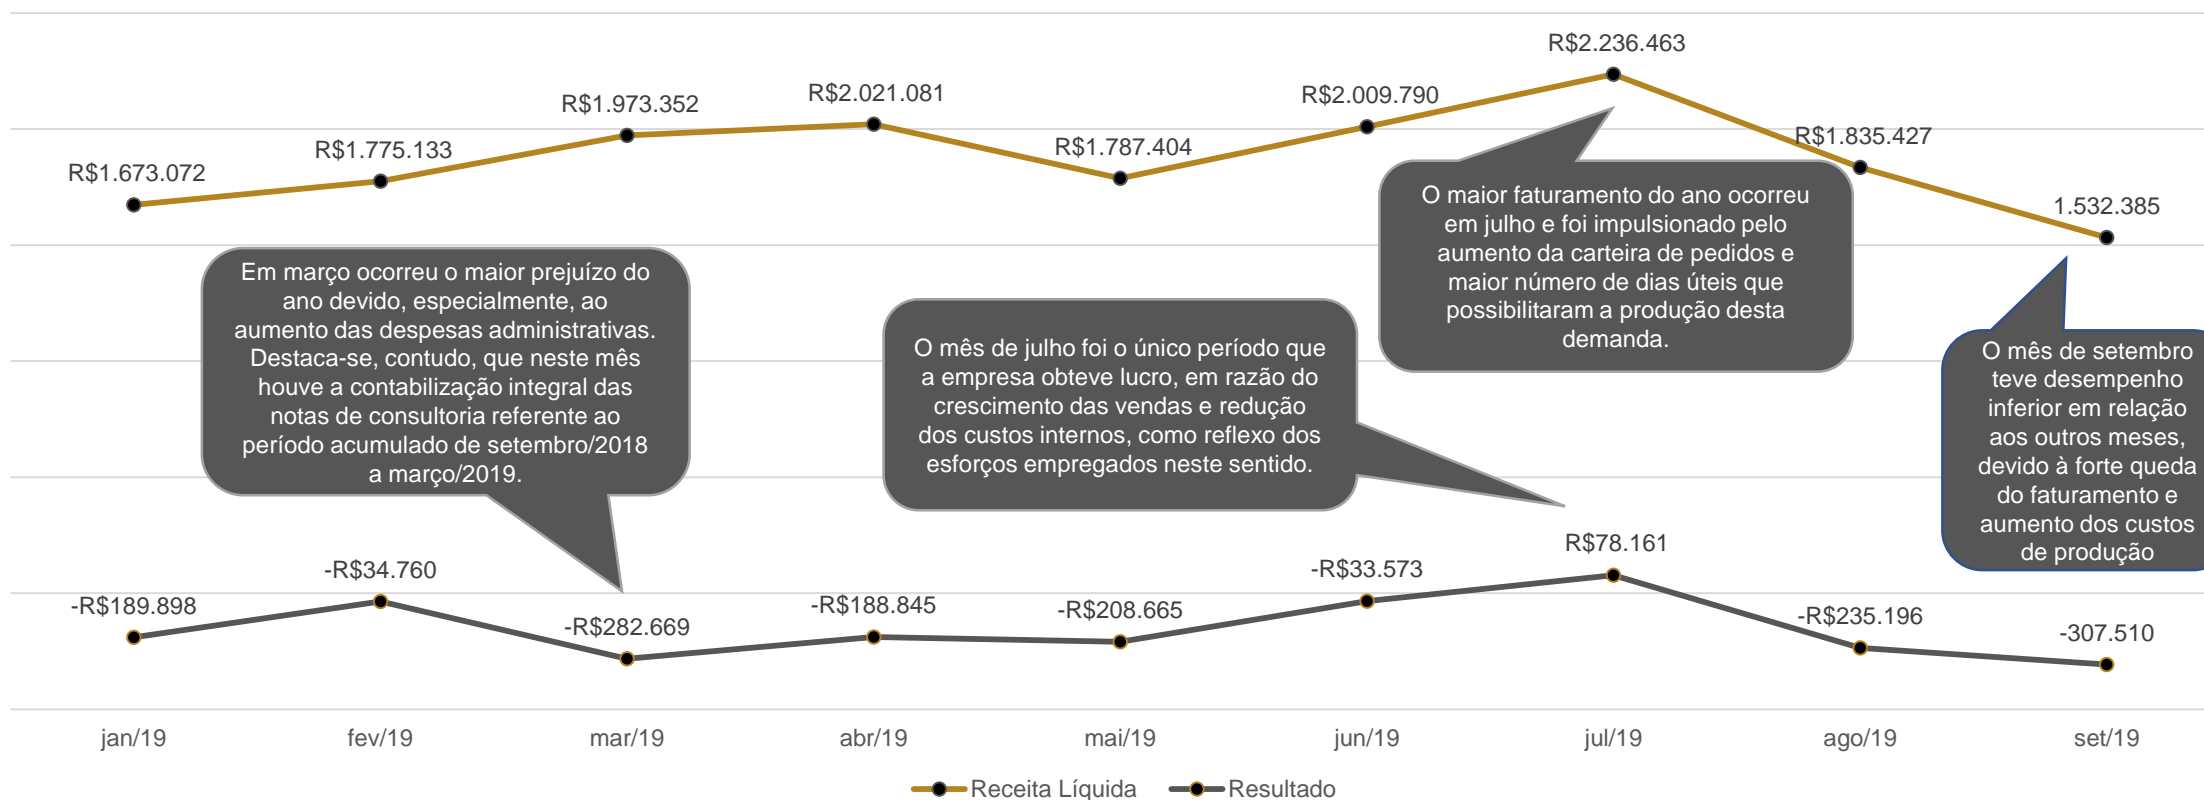 R$1.673.072
R$1.775.133
R$1.973.352
R$2.021.081
R$1.787.404
R$2.009.790
R$2.236.463
R$1.835.427
1.532.385
Em março ocorreu o maior prejuízo do
ano devido, especialmente, ao
aumento das despesas administrativas.
Destaca-se, contudo, que neste mês
houve a contabilização integral das
notas de consultoria referente ao
período acumulado de setembro/2018
a março/2019.
O mês de julho foi o único período que
a empresa obteve lucro, em razão do
crescimento das vendas e redução
dos custos internos, como reflexo dos
esforços empregados neste sentido.
O maior faturamento do ano ocorreu
em julho e foi impulsionado pelo
aumento da carteira de pedidos e
maior número de dias úteis que
possibilitaram a produção desta
demanda.
O mês de setembro
teve desempenho
inferior em relação
aos outros meses,
devido à forte queda
do faturamento e
aumento dos custos
de produção
-R$189.898
-R$34.760
-R$282.669
-R$188.845
-R$208.665
-R$33.573
R$78.161
-R$235.196
-307.510
jan/19
fev/19
mar/19
abr/19
mai/19
jun/19
jul/19
ago/19
set/19
Receita Líquida
Resultado